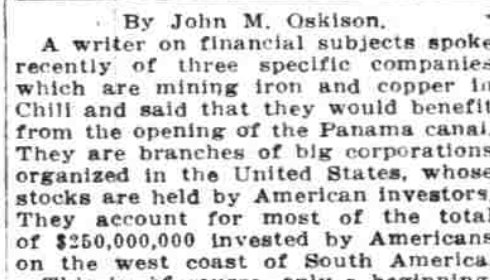 By John M. Oskison.
A writer on financial subjects spoke
recently of three specific companies
which are mining iron and copper in
Chili and said that they would benefit
from the opening of the Panama canal.
They are branches of big corporations
organized in the United States, whose
stocks are held by American investors.
They account for most of the total
of $250,000,000 invested by Americans
on the west coast of South America.
only a beginning